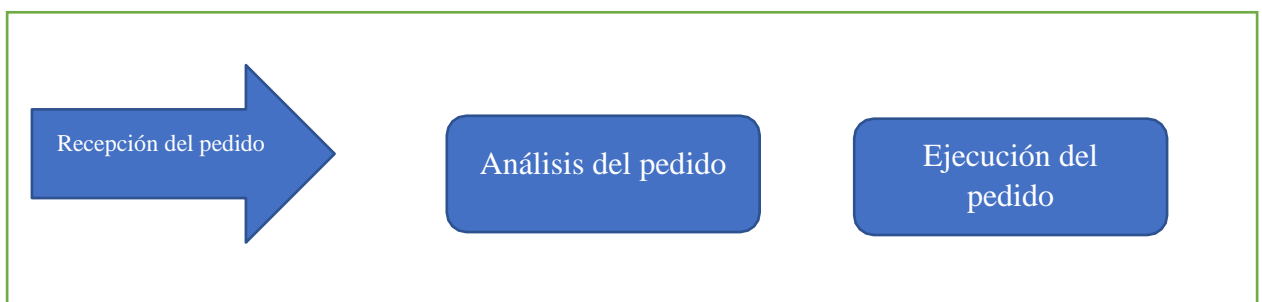 Recepción del pedido
Análisis del pedido
Ejecución del
pedido